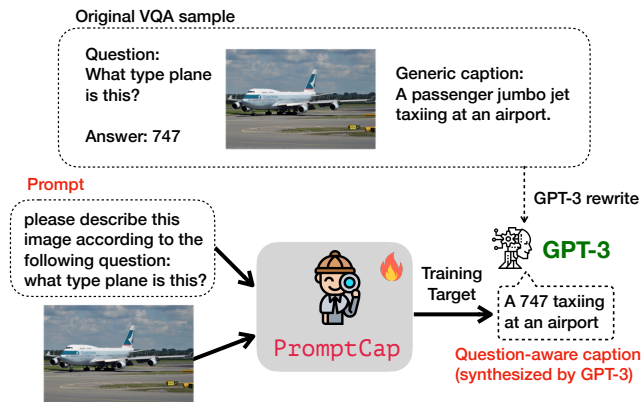 Original VQA sample
Question:
What type plane
is this?
Answer: 747
Generic caption:
A passenger jumbo jet
taxiing at an airport.
Prompt
please describe this
image according to the
following question:
what type plane is this?
PromptCap
Training
Target
GPT-3 rewrite
GPT-3
A 747 taxiing
at an airport
Question-aware caption
(synthesized by GPT-3)